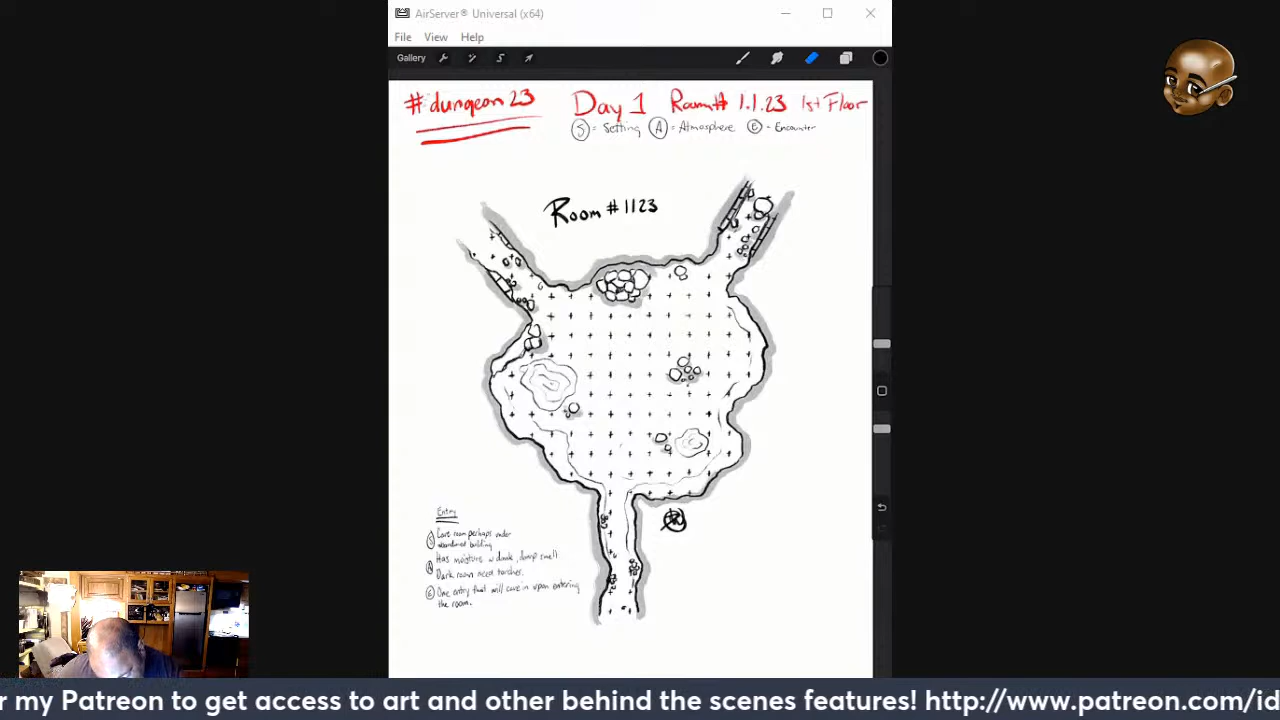 AirServer® Universal (x64)
File View Help
Gallery
#dungeon23 Day 1 Room# 1.1.23 1st Floor
S = Setting A = Atmosphere E = Encounter
Room #1123
Entry
S Cave room perhaps under
abandoned building
Has moisture w dank, damp smell
A Dark room need torches.
E One entry that will cave in upon entering
the room.
r my Patreon to get access to art and other behind the scenes features! http://www.patreon.com/id